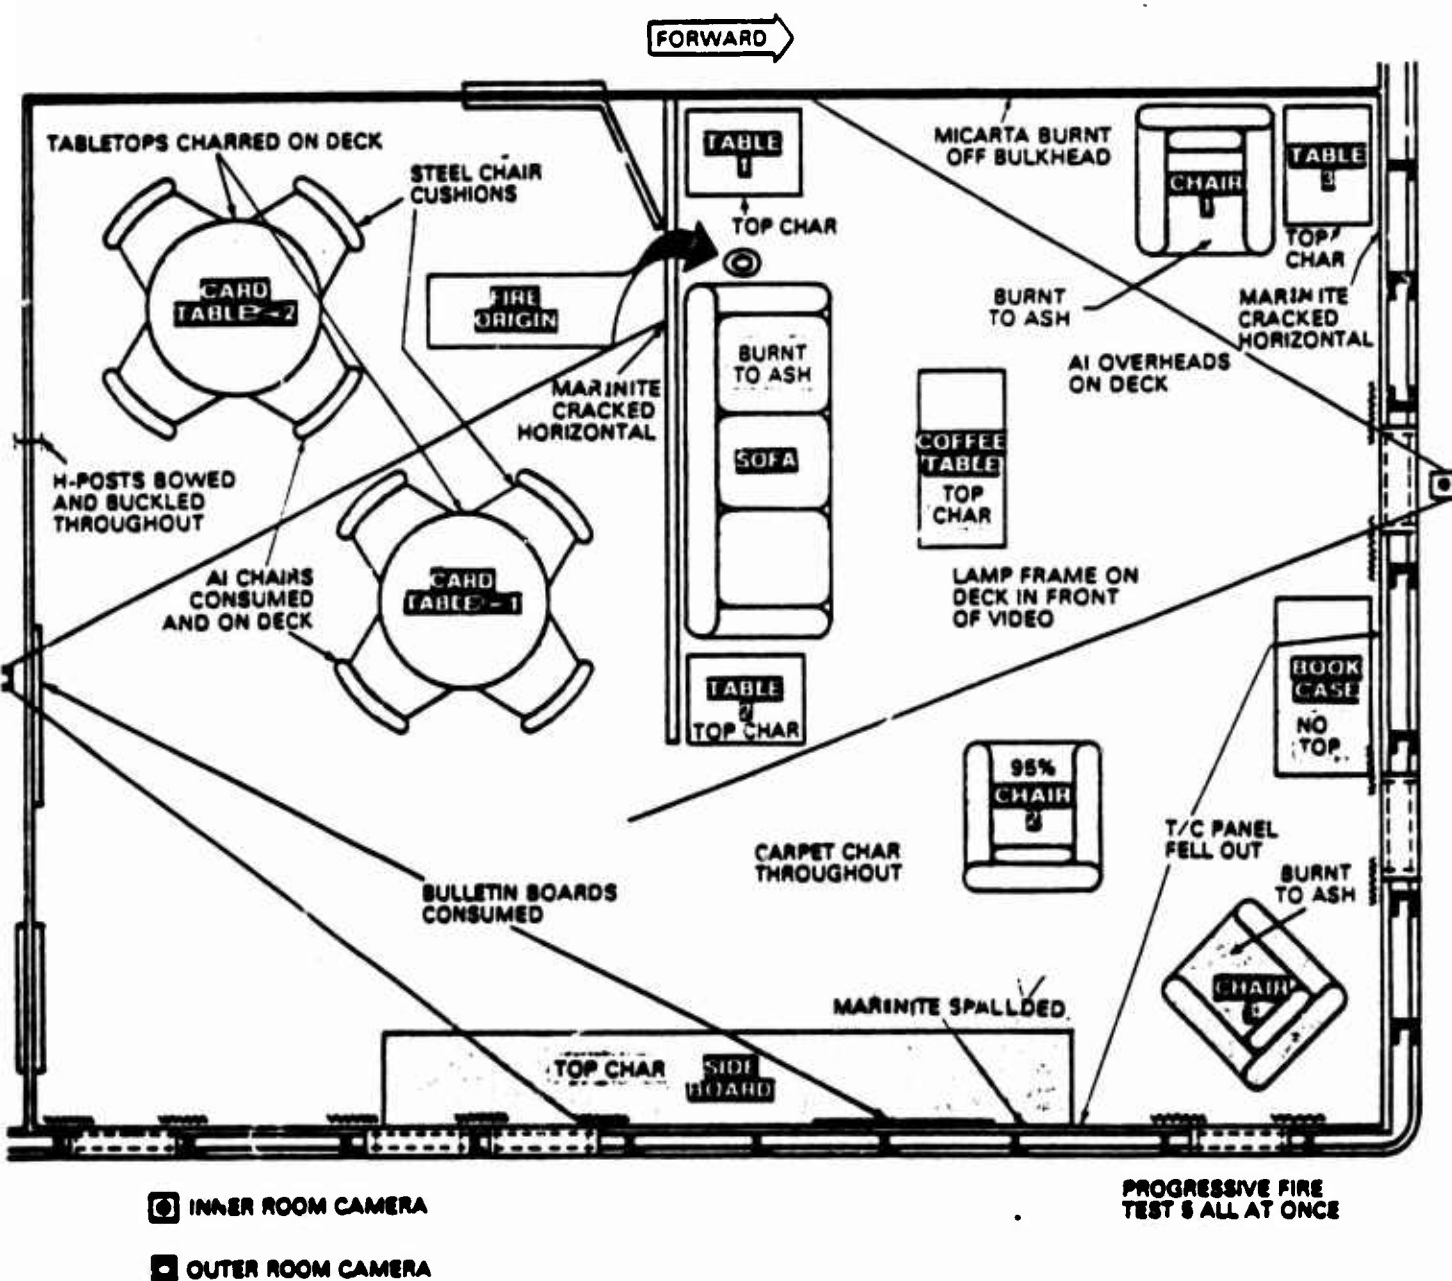 FORWARD
TABLETOPS CHARRED ON DECK
STEEL CHAIR
CUSHIONS
TABLE
1
TOP CHAR
MICARTA BURNT
OFF BULKHEAD
CHAIR
1
TABLE
3
TOP
CHAR
CARD
TABLE - 2
FIRE
ORIGIN
BURNT
TO ASH
MARINITE
CRACKED
HORIZONTAL
AI OVERHEADS
ON DECK
BURNT
TO ASH
MARINITE
CRACKED
HORIZONTAL
SOFA
COFFEE
TABLE
TOP
CHAR
H-POSTS BOWED
AND BUCKLED
THROUGHOUT
AI CHAIRS
CONSUMED
AND ON DECK
CARD
TABLE - 1
LAMP FRAME ON
DECK IN FRONT
OF VIDEO
TABLE
2
TOP CHAR
BOOK
CASE
NO
TOP
95%
CHAIR
2
CARPET CHAR
THROUGHOUT
T/C PANEL
FELL OUT
BURNT
TO ASH
BULLETIN BOARDS
CONSUMED
CHAIR
MARINITE SPALLDED
TOP CHAR
SIDE
BOARD
INNER ROOM CAMERA
OUTER ROOM CAMERA
PROGRESSIVE FIRE
TEST 5 ALL AT ONCE